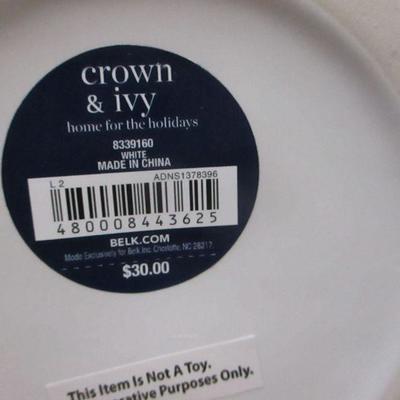 crown
& ivy
home for the holidays
8339160
WHITE
MADE IN CHINA
L 2 ADNS1378396
480008443625
BELK.COM
Made Exclusively for Belk Inc. Charlotte, NC 28217
$30.00
This Item Is Not A Toy.
Purposes Only.